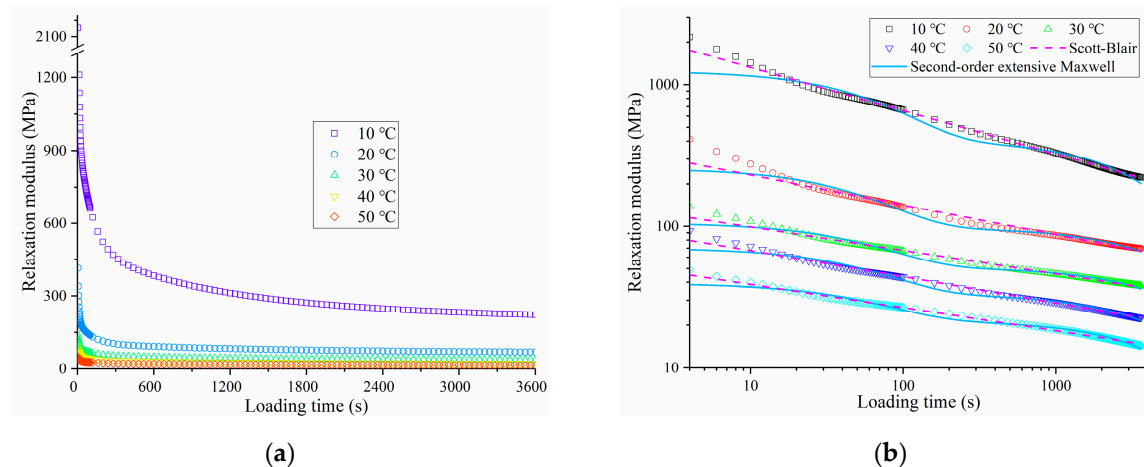 2100
1200
900
600
300
0
Relaxation modulus (MPa)
10 ℃
20 ℃
30 ℃
40 ℃
50 ℃
0 600 1200 1800 2400 3000 3600
Loading time (s)
(a)
1000
100
10
Relaxation modulus (MPa)
10 ℃ 20 ℃ 30 ℃
40 ℃ 50 ℃ Scott-Blair
Second-order extensive Maxwell
10 100 1000
Loading time (s)
(b)